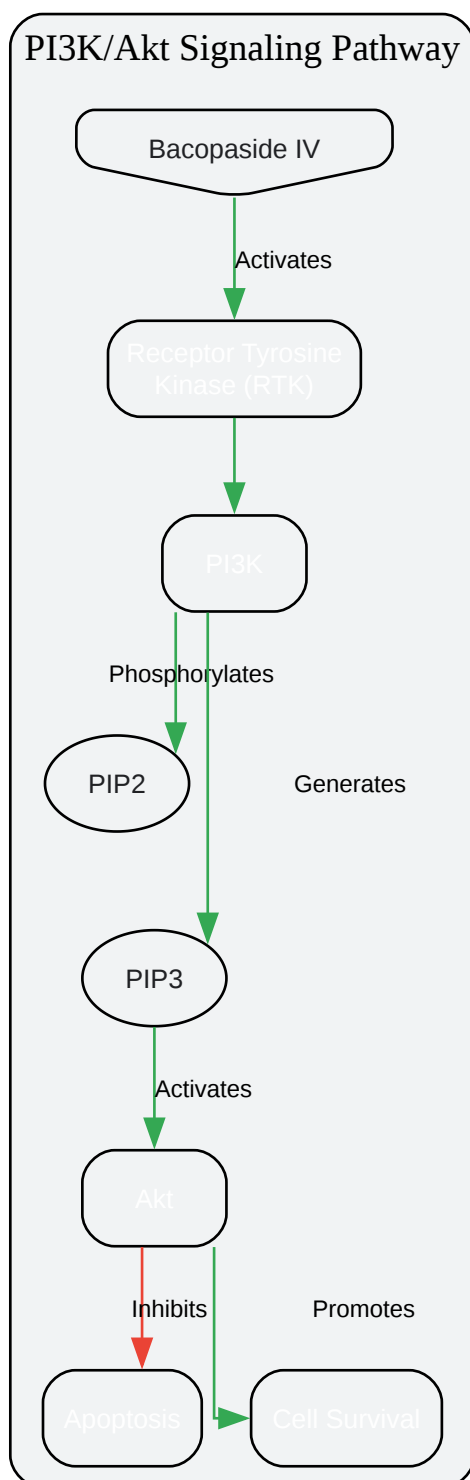 PI3K/Akt Signaling Pathway
Bacopaside IV
Activates
Receptor Tyrosine
Kinase (RTK)
PI3K
Phosphorylates
PIP2
Generates
PIP3
Activates
Akt
Inhibits
Promotes
Apoptosis
Cell Survival